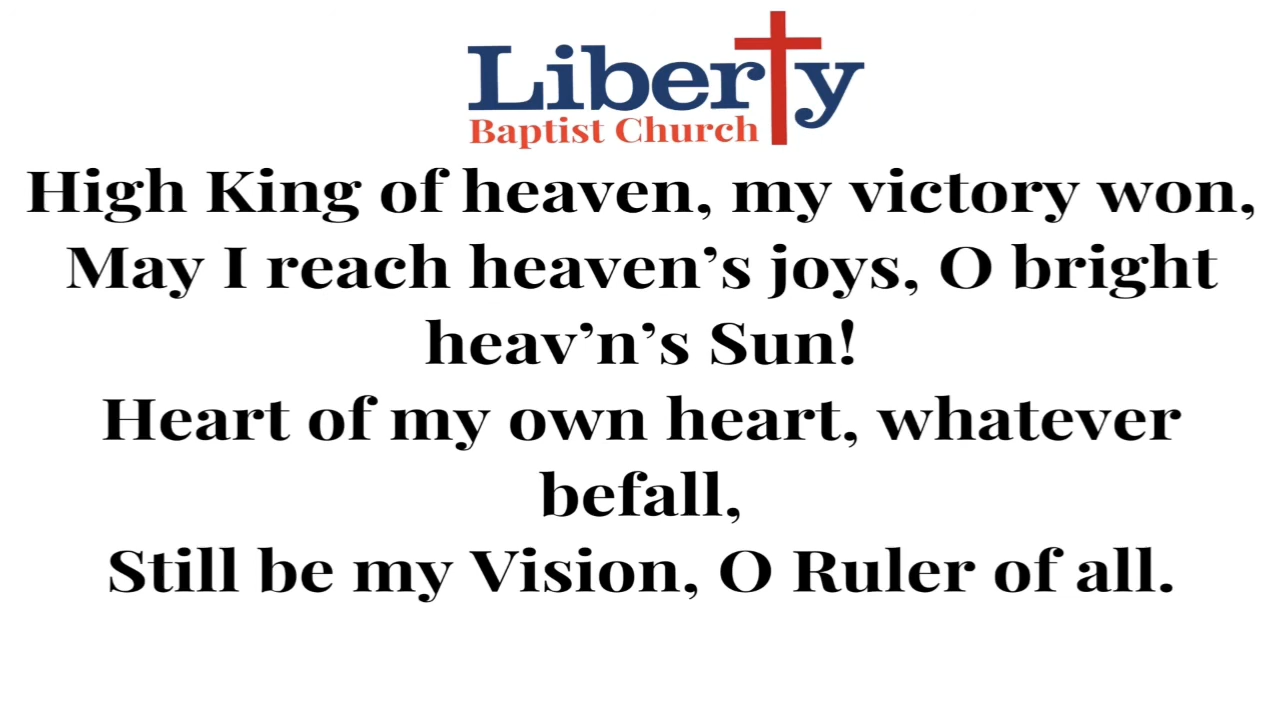 Liberty
Baptist Church
High King of heaven, my victory won,
May I reach heaven’s joys, O bright
heav’n’s Sun!
Heart of my own heart, whatever
befall,
Still be my Vision, O Ruler of all.